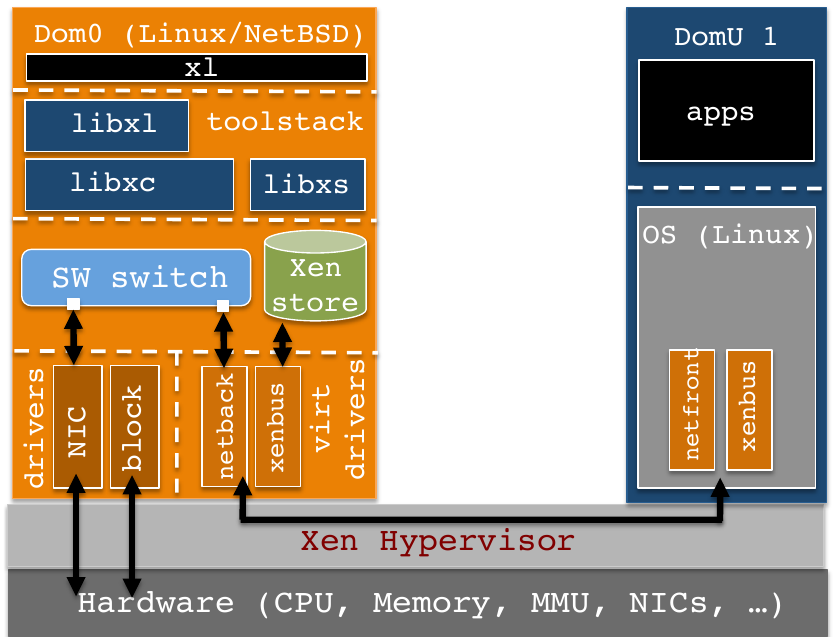 Dom0 (Linux/NetBSD)
xl
libxl
toolstack
libxc
libxs
SW switch
Xen
store
drivers
NIC
block
netback
xenbus
virt
drivers
DomU 1
apps
OS (Linux)
netfront
xenbus
Xen Hypervisor
Hardware (CPU, Memory, MMU, NICs, …)